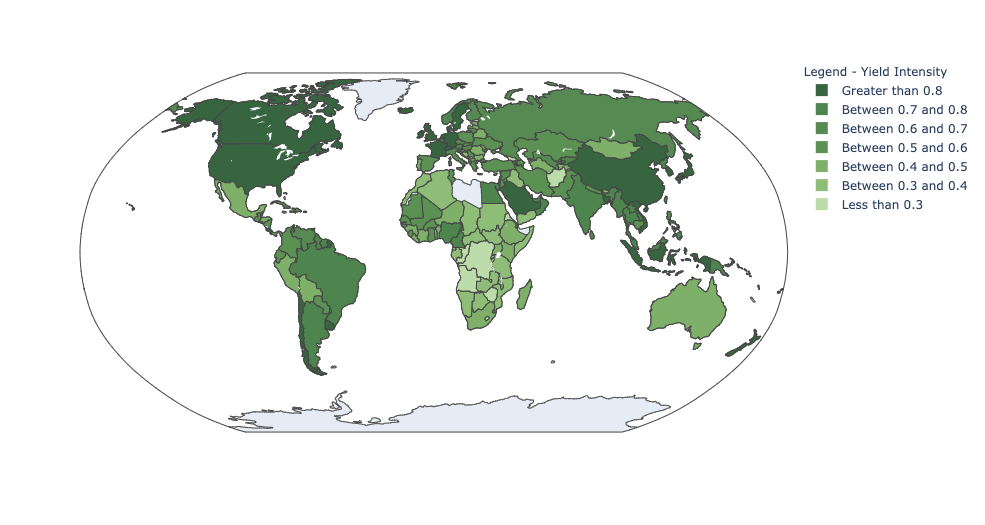 Legend - Yield Intensity
Greater than 0.8
Between 0.7 and 0.8
Between 0.6 and 0.7
Between 0.5 and 0.6
Between 0.4 and 0.5
Between 0.3 and 0.4
Less than 0.3